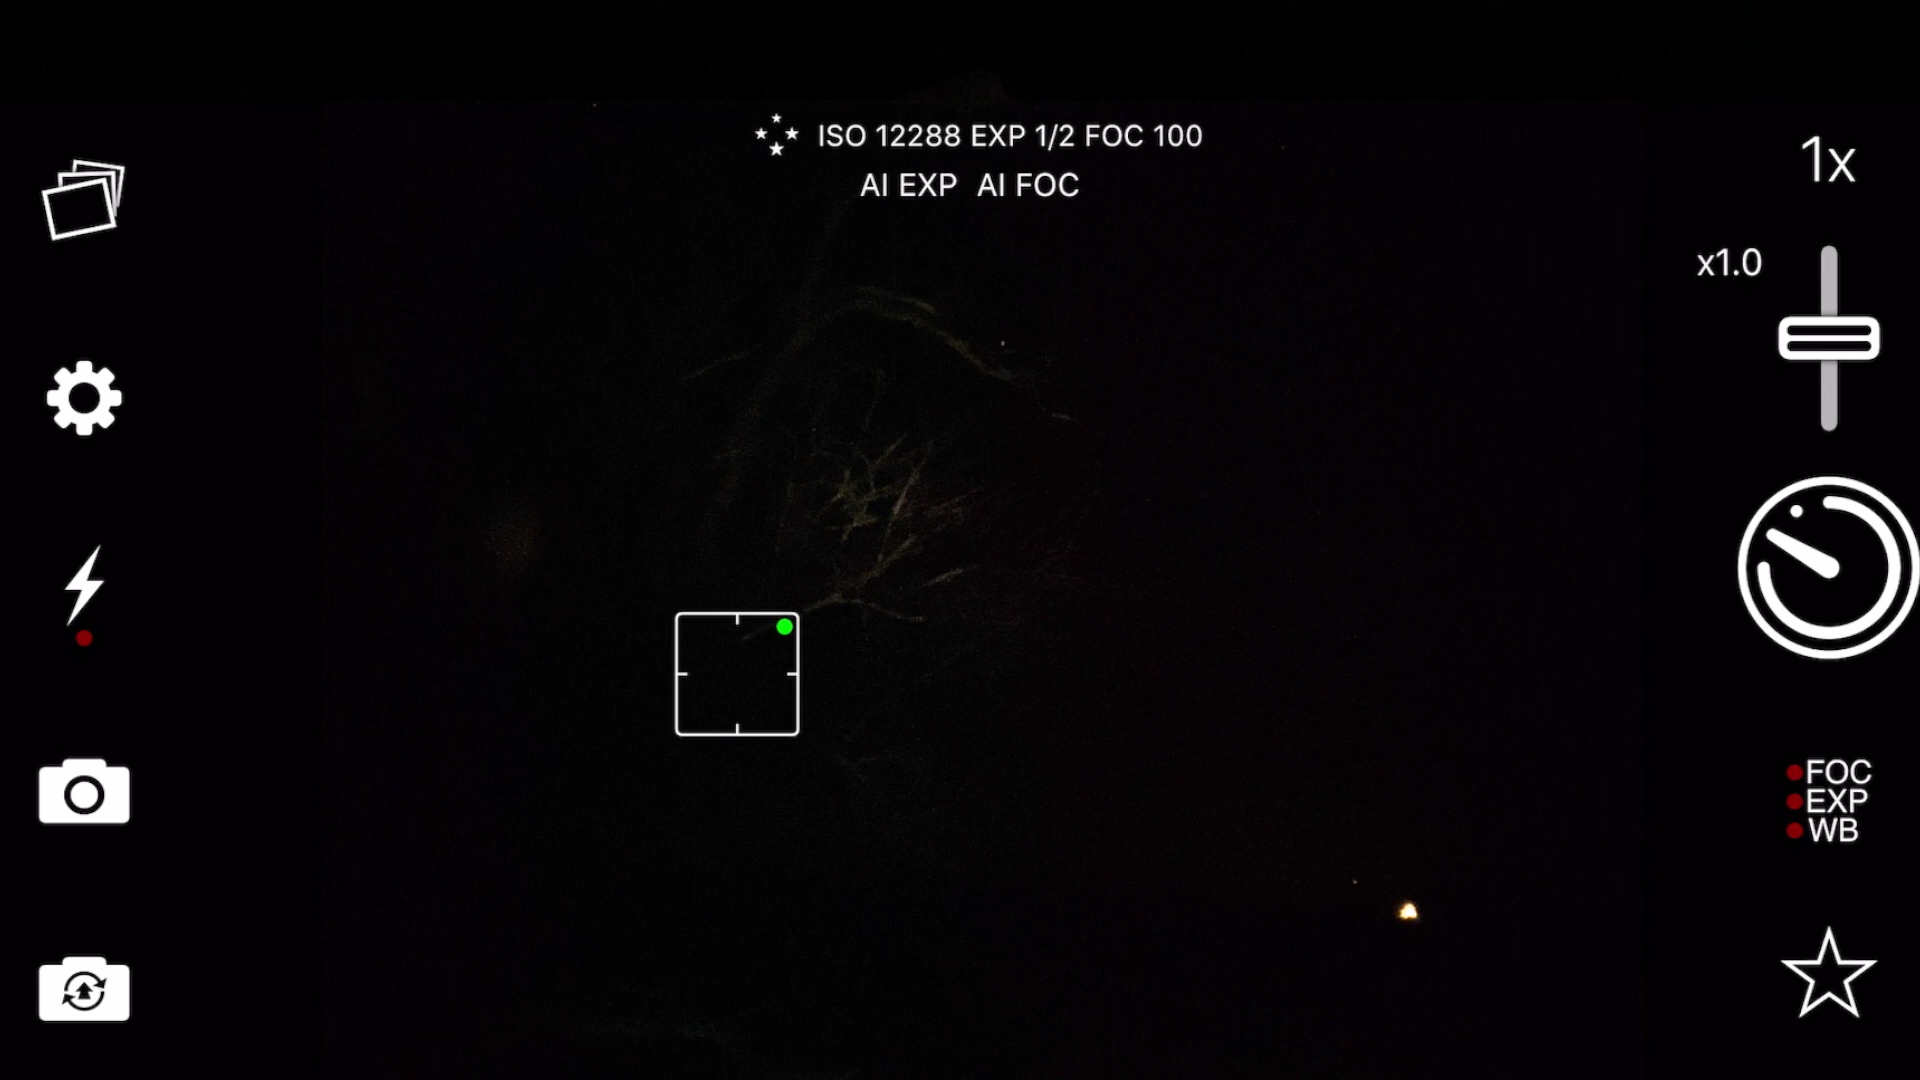 ISO 12288 EXP 1/2 FOC 100
AI EXP AI FOC
1x
x1.0
FOC
EXP
WB